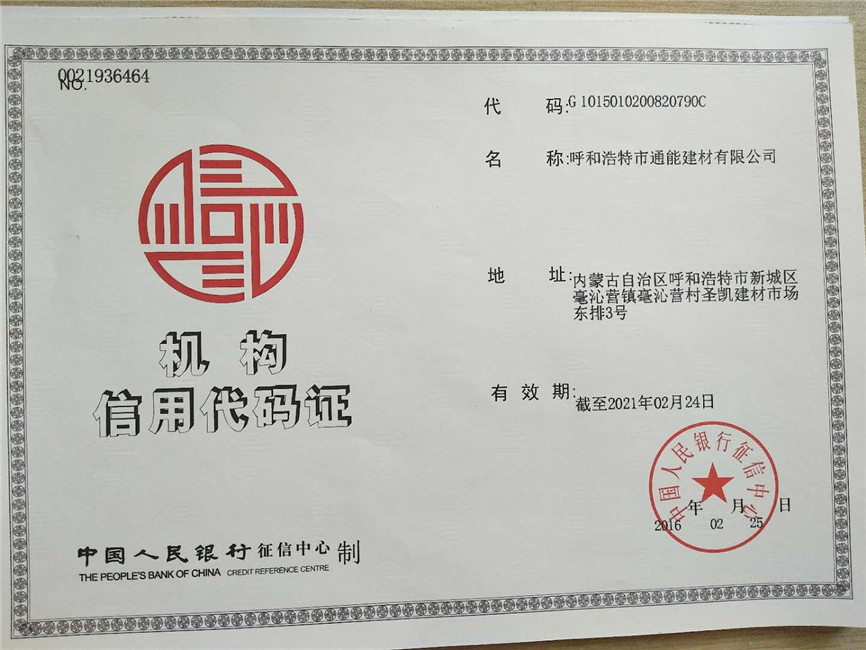 0021936464
NO.
代 码:G1015010200820790C
名 称:呼和浩特市通能建材有限公司
地 址:内蒙古自治区呼和浩特市新城区
毫沁营镇毫沁营村圣凯建材市场
东排3号
机构
信用代码证
有效期:截至2021年02月24日
中国人民银行征信中心
年 月 日
2016 02 25
中国人民银行征信中心 制
THE PEOPLE'S BANK OF CHINA CREDIT REFERENCE CENTRE